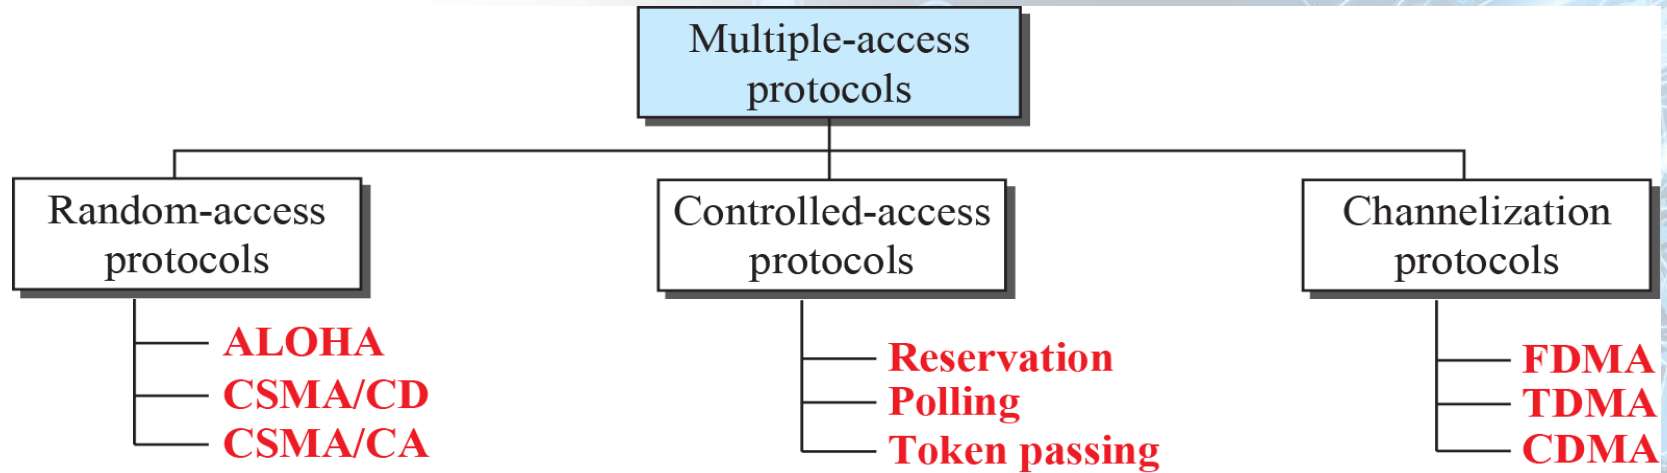 Multiple-access
protocols
Random-access
protocols
Controlled-access
protocols
Channelization
protocols
ALOHA
CSMA/CD
CSMA/CA
Reservation
Polling
Token passing
FDMA
TDMA
CDMA